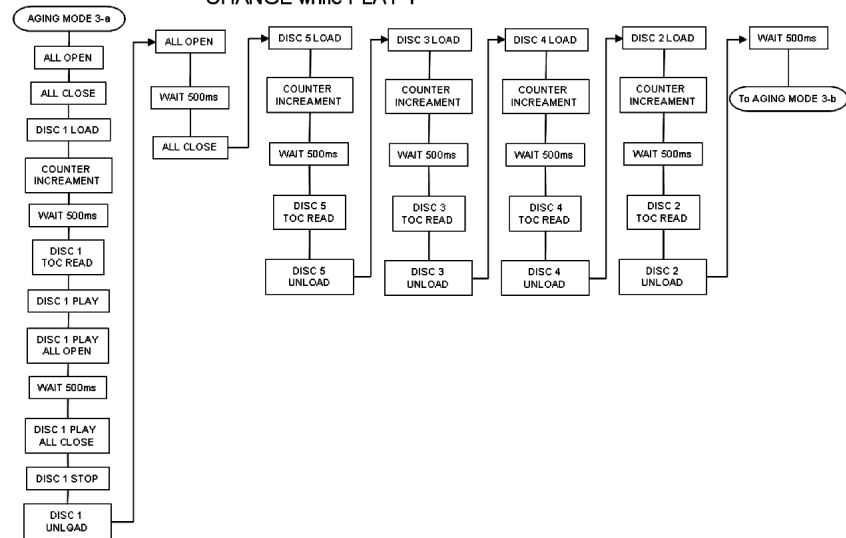 CHANGE while PLAY 1
AGING MODE 3-a
ALL OPEN
ALL CLOSE
DISC 1 LOAD
COUNTER
INCREAMENT
WAIT 500ms
DISC 1
TOC READ
DISC 1 PLAY
DISC 1 PLAY
ALL OPEN
WAIT 500ms
DISC 1 PLAY
ALL CLOSE
DISC 1 STOP
DISC 1
UNLOAD
ALL OPEN
WAIT 500ms
ALL CLOSE
DISC 5 LOAD
COUNTER
INCREAMENT
WAIT 500ms
DISC 5
TOC READ
DISC 5
UNLOAD
DISC 3 LOAD
COUNTER
INCREAMENT
WAIT 500ms
DISC 3
TOC READ
DISC 3
UNLOAD
DISC 4 LOAD
COUNTER
INCREAMENT
WAIT 500ms
DISC 4
TOC READ
DISC 4
UNLOAD
DISC 2 LOAD
COUNTER
INCREAMENT
WAIT 500ms
DISC 2
TOC READ
DISC 2
UNLOAD
WAIT 500ms
To AGING MODE 3-b